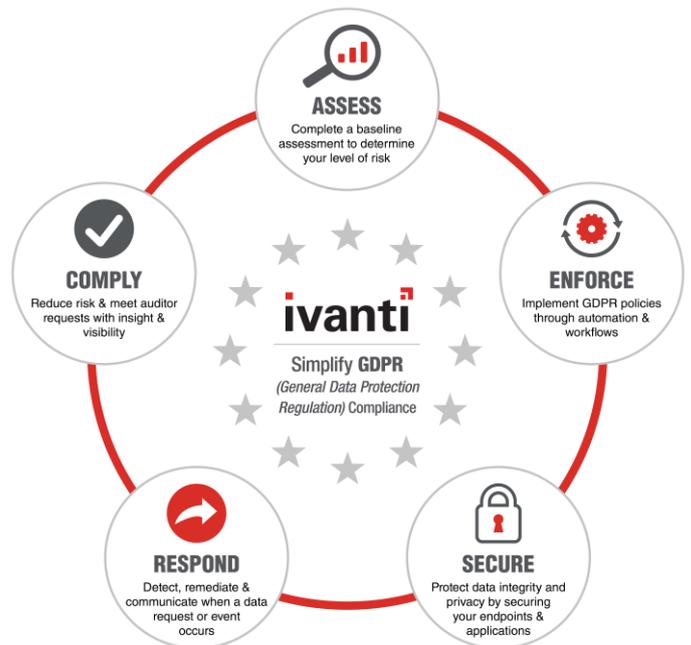 ASSESS
Complete a baseline
assessment to determine
your level of risk
COMPLY
Reduce risk & meet auditor
requests with insight &
visibility
ENFORCE
Implement GDPR policies
through automation &
workflows
ivanti
Simplify GDPR
(General Data Protection
Regulation) Compliance
RESPOND
Detect, remediate &
communicate when a data
request or event
occurs
SECURE
Protect data integrity and
privacy by securing
your endpoints &
applications